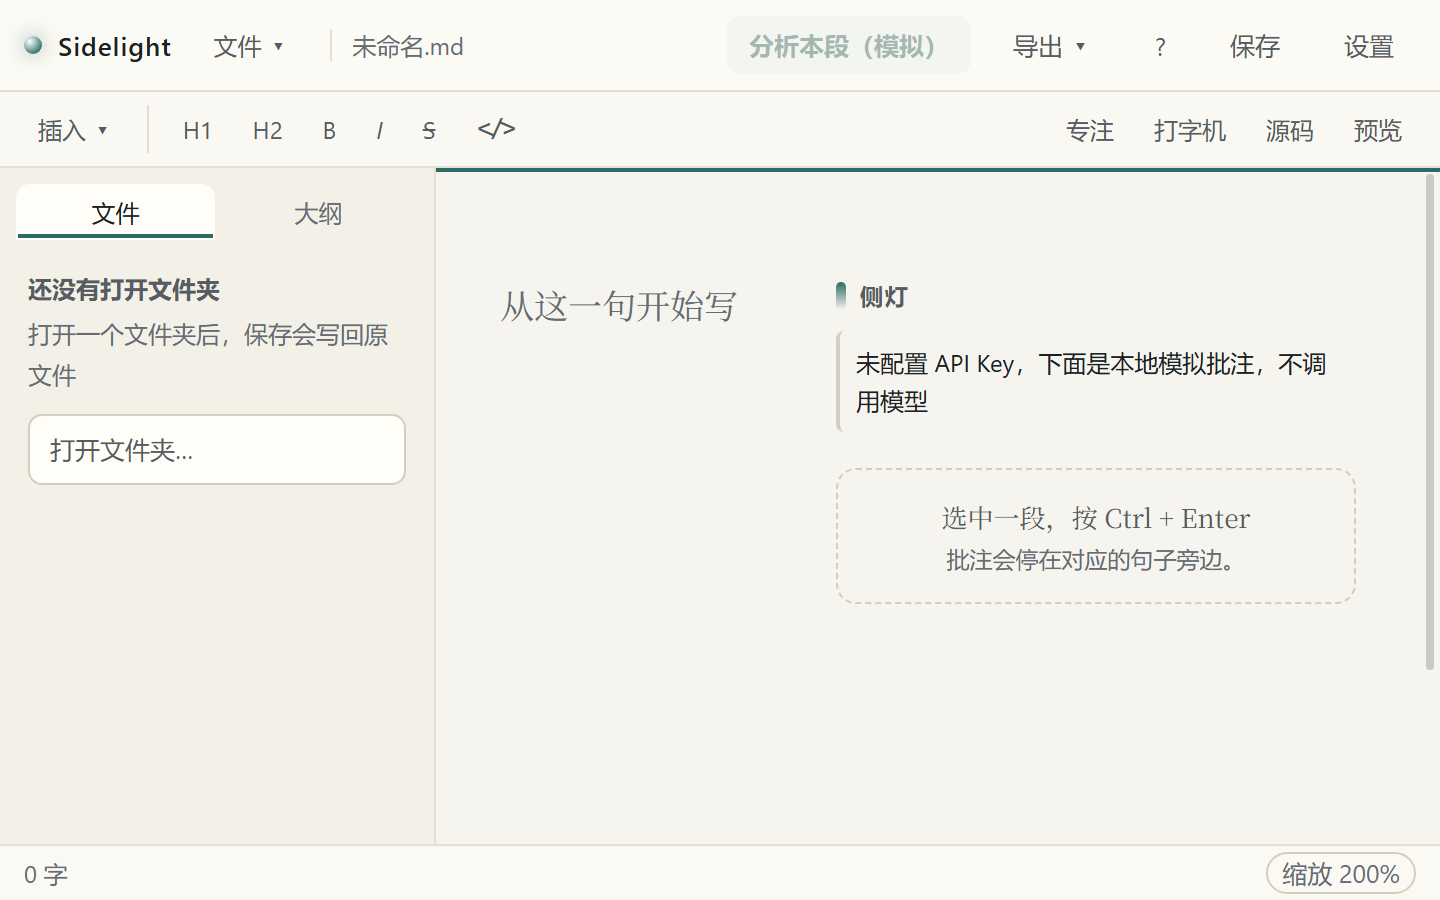 Sidelight 文件 ▼ 未命名.md 分析本段（模拟） 导出 ▼ ? 保存 设置
插入 ▼ H1 H2 B I S </> 专注 打字机 源码 预览
文件 大纲
还没有打开文件夹
打开一个文件夹后，保存会写回原
文件
打开文件夹...
从这一句开始写
侧灯
未配置 API Key，下面是本地模拟批注，不调
用模型
选中一段，按 Ctrl + Enter
批注会停在对应的句子旁边。
0 字 缩放 200%